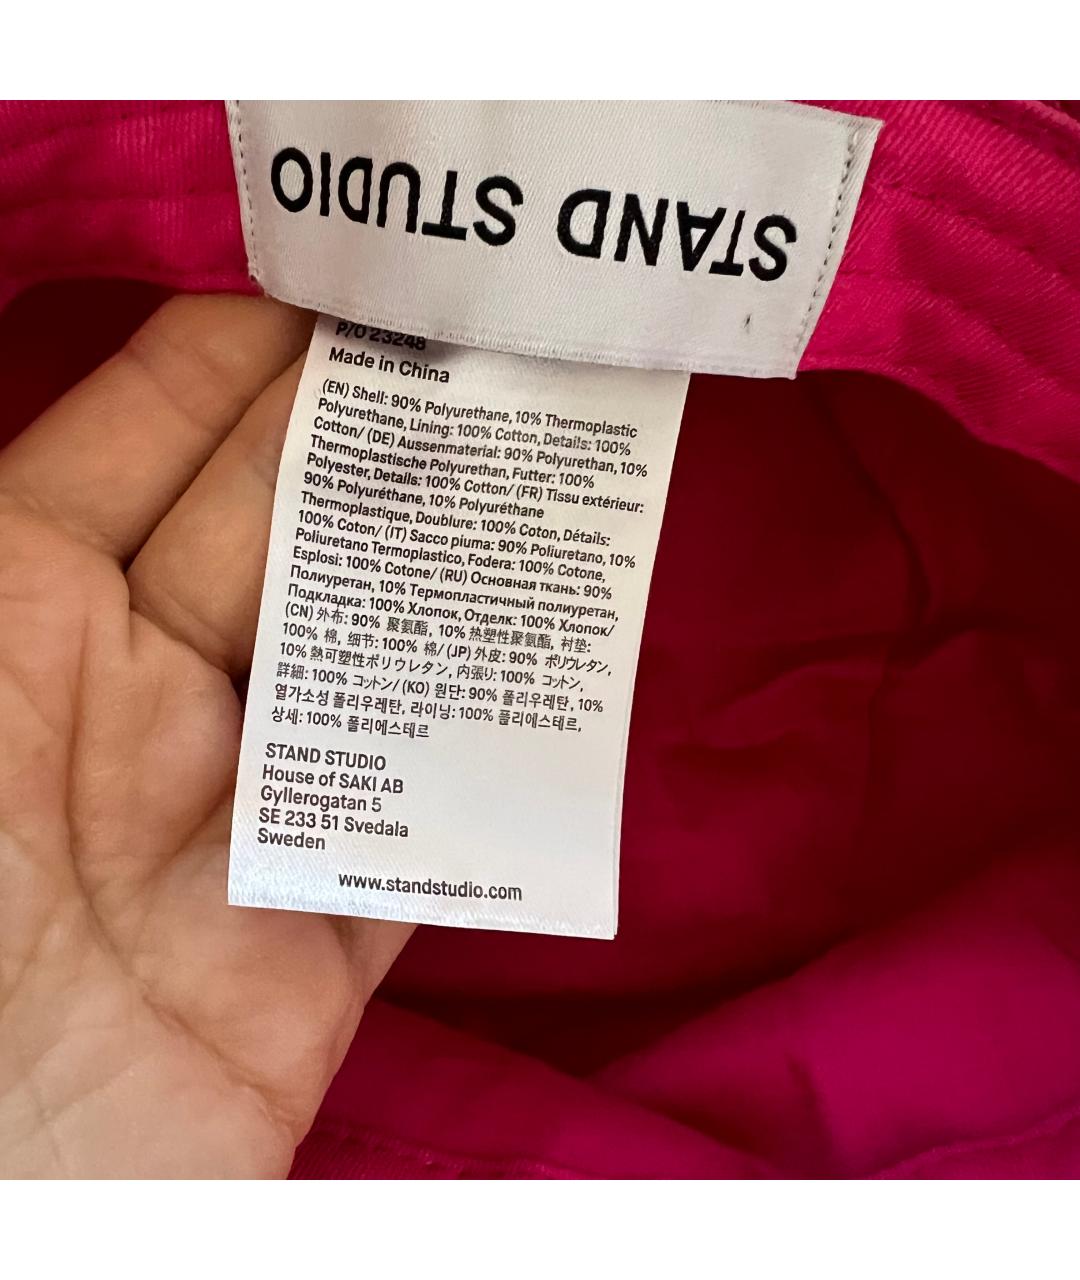 STAND STUDIO
P/O 23248
Made in China
(EN) Shell: 90% Polyurethane, 10% Thermoplastic
Polyurethane, Lining: 100% Cotton, Details: 100%
Cotton/ (DE) Aussenmaterial: 90% Polyurethan, 10%
Thermoplastische Polyurethan, Futter: 100%
Polyester, Details: 100% Cotton/ (FR) Tissu extérieur:
90% Polyuréthane, 10% Polyuréthane
Thermoplastique, Doublure: 100% Coton, Détails:
100% Coton/ (IT) Sacco piuma: 90% Poliuretano, 10%
Poliuretano Termoplastico, Fodera: 100% Cotone,
Esplosi: 100% Cotone/ (RU) Основная ткань: 90%
Полиуретан, 10% Термопластичный полиуретан,
Подкладка: 100% Хлопок, Отделк: 100% Хлопок/
(CN) 外布: 90% 聚氨酯, 10% 热塑性聚氨酯, 衬垫:
100% 棉, 细节: 100% 棉/ (JP) 外皮: 90% ポリウレタン,
10% 熱可塑性ポリウレタン, 内張り: 100% コットン,
詳細: 100% コットン/ (KO) 원단: 90% 폴리우레탄, 10%
열가소성 폴리우레탄, 라이닝: 100% 폴리에스테르,
상세: 100% 폴리에스테르
STAND STUDIO
House of SAKI AB
Gyllerogatan 5
SE 233 51 Svedala
Sweden
www.standstudio.com